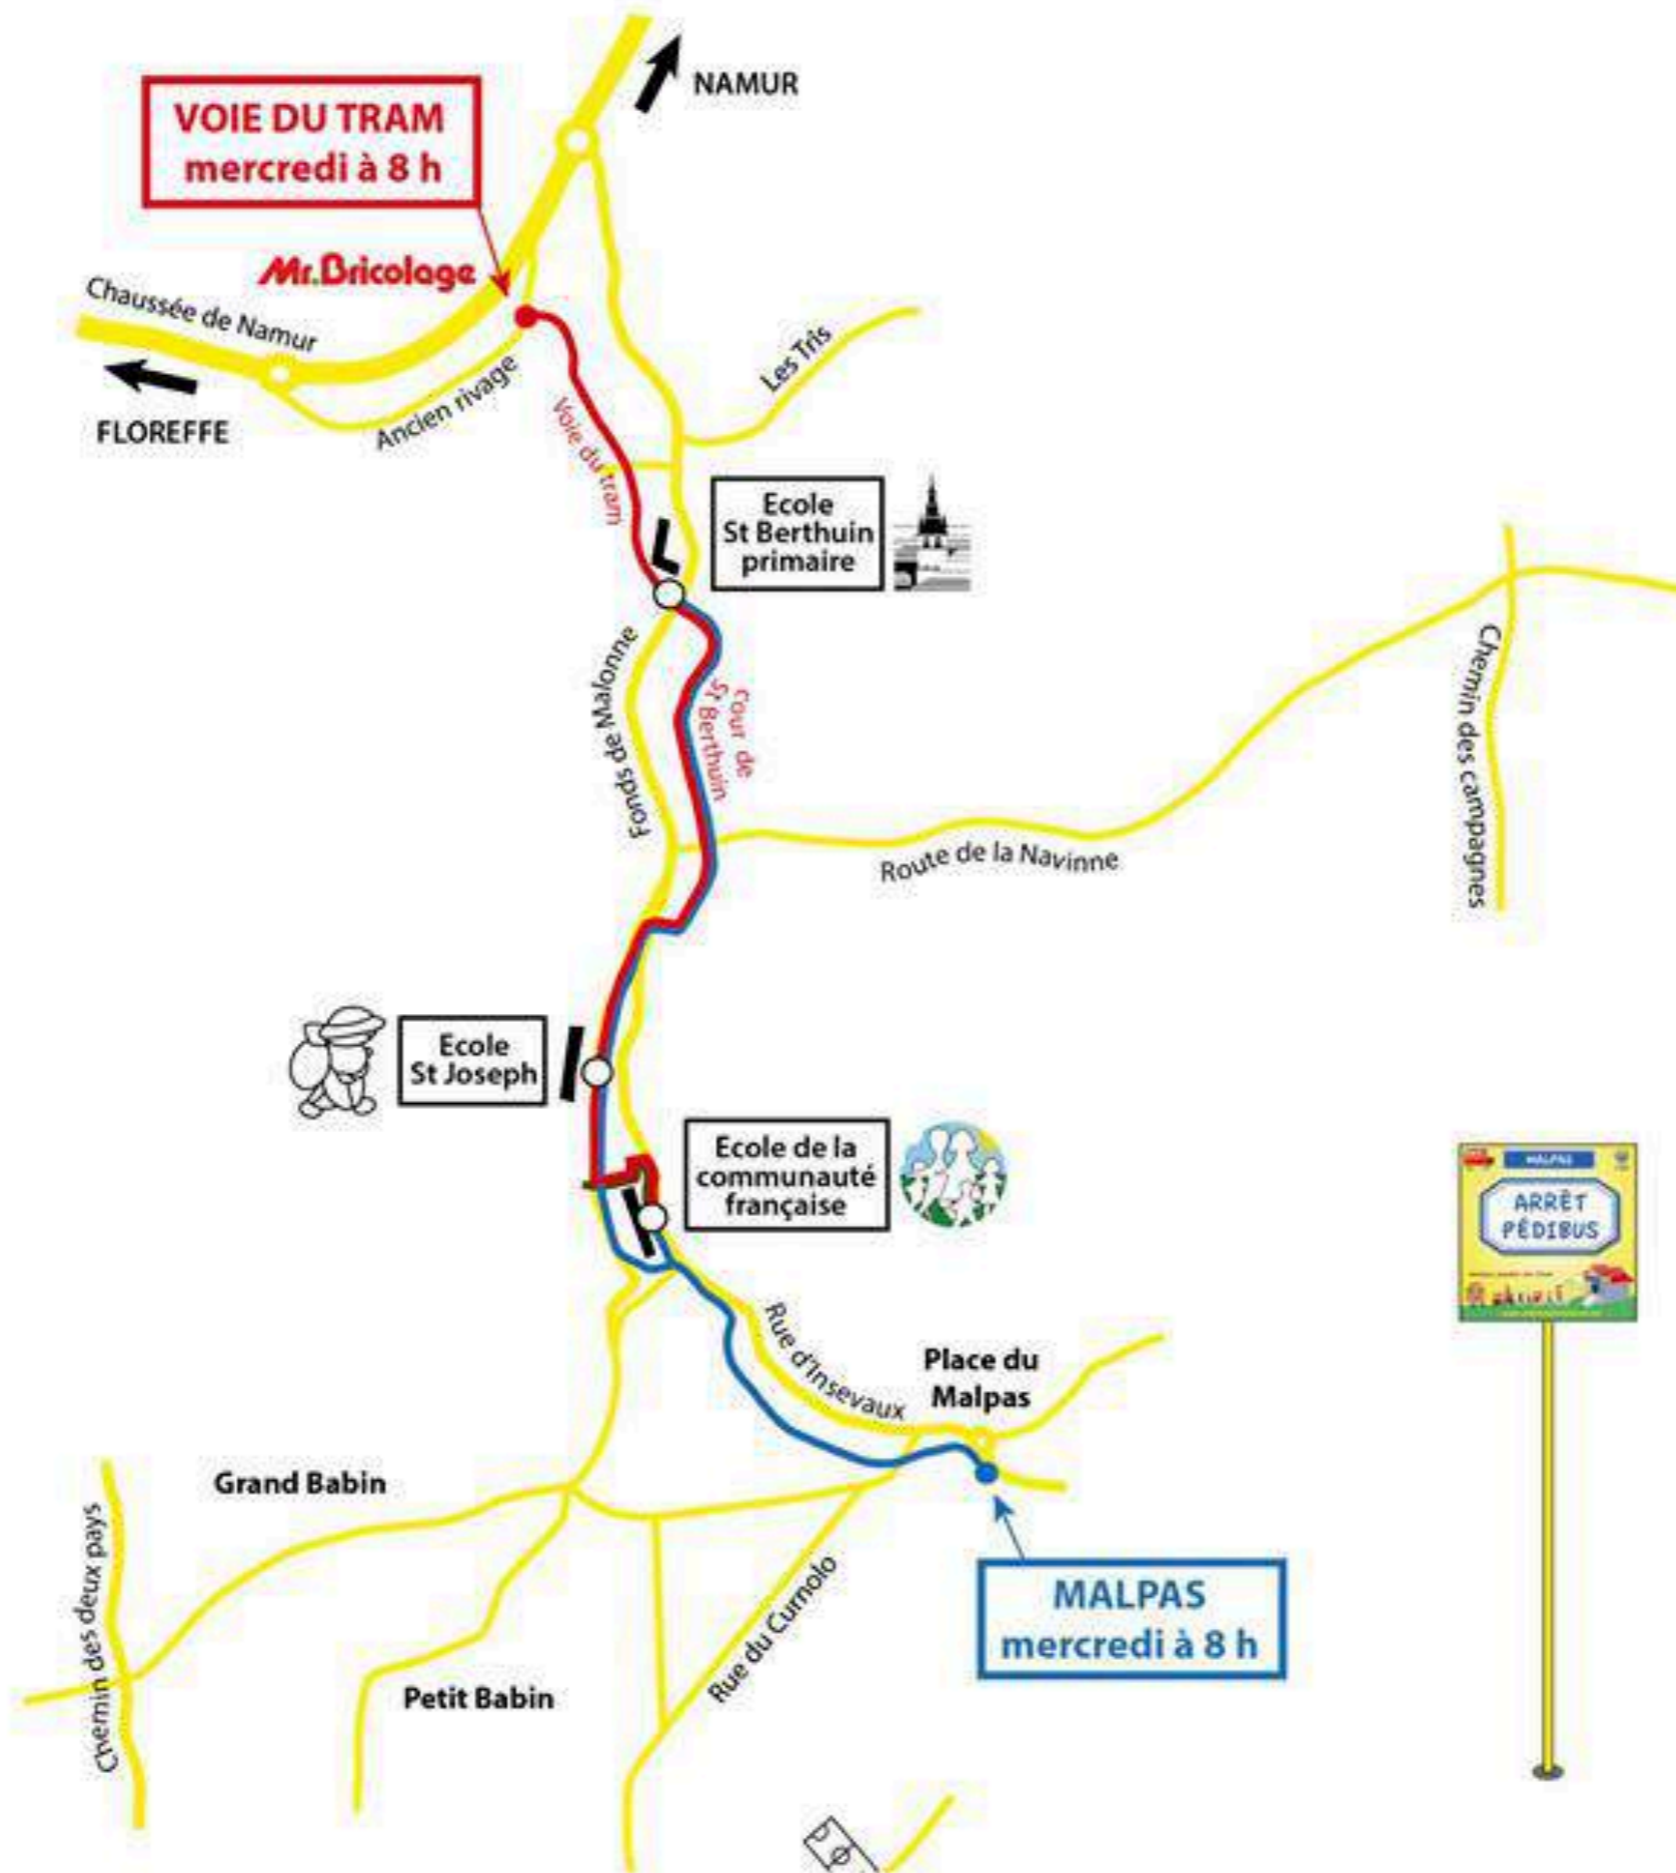 NAMUR
VOIE DU TRAM
mercredi à 8 h
Mr.Bricolage
Chaussée de Namur
FLOREFFE
Ancien rivage
Les Tris
Voie du tram
Ecole
St Berthuin
primaire
Fonds de Malonne
Cour de
St Berthuin
Route de la Navinne
Chemin des campagnes
Ecole
St Joseph
Ecole de la
communauté
française
MALPAS
ARRÊT
PÉDIBUS
Rue d'Insevaux
Place du
Malpas
Grand Babin
Chemin des deux pays
Petit Babin
Rue du Curnolo
MALPAS
mercredi à 8 h